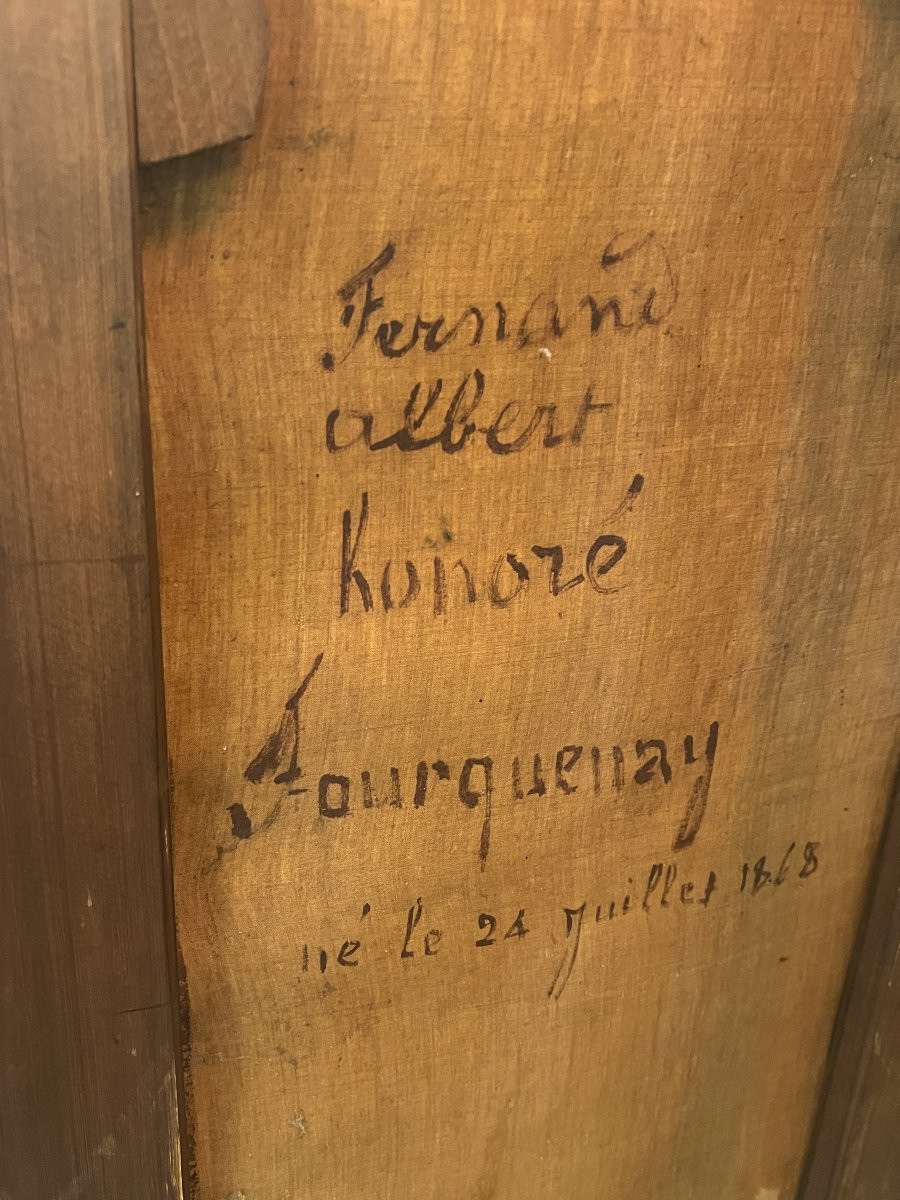 Fernand
albert
honoré
Fourquenay
né le 24 juillet 1868